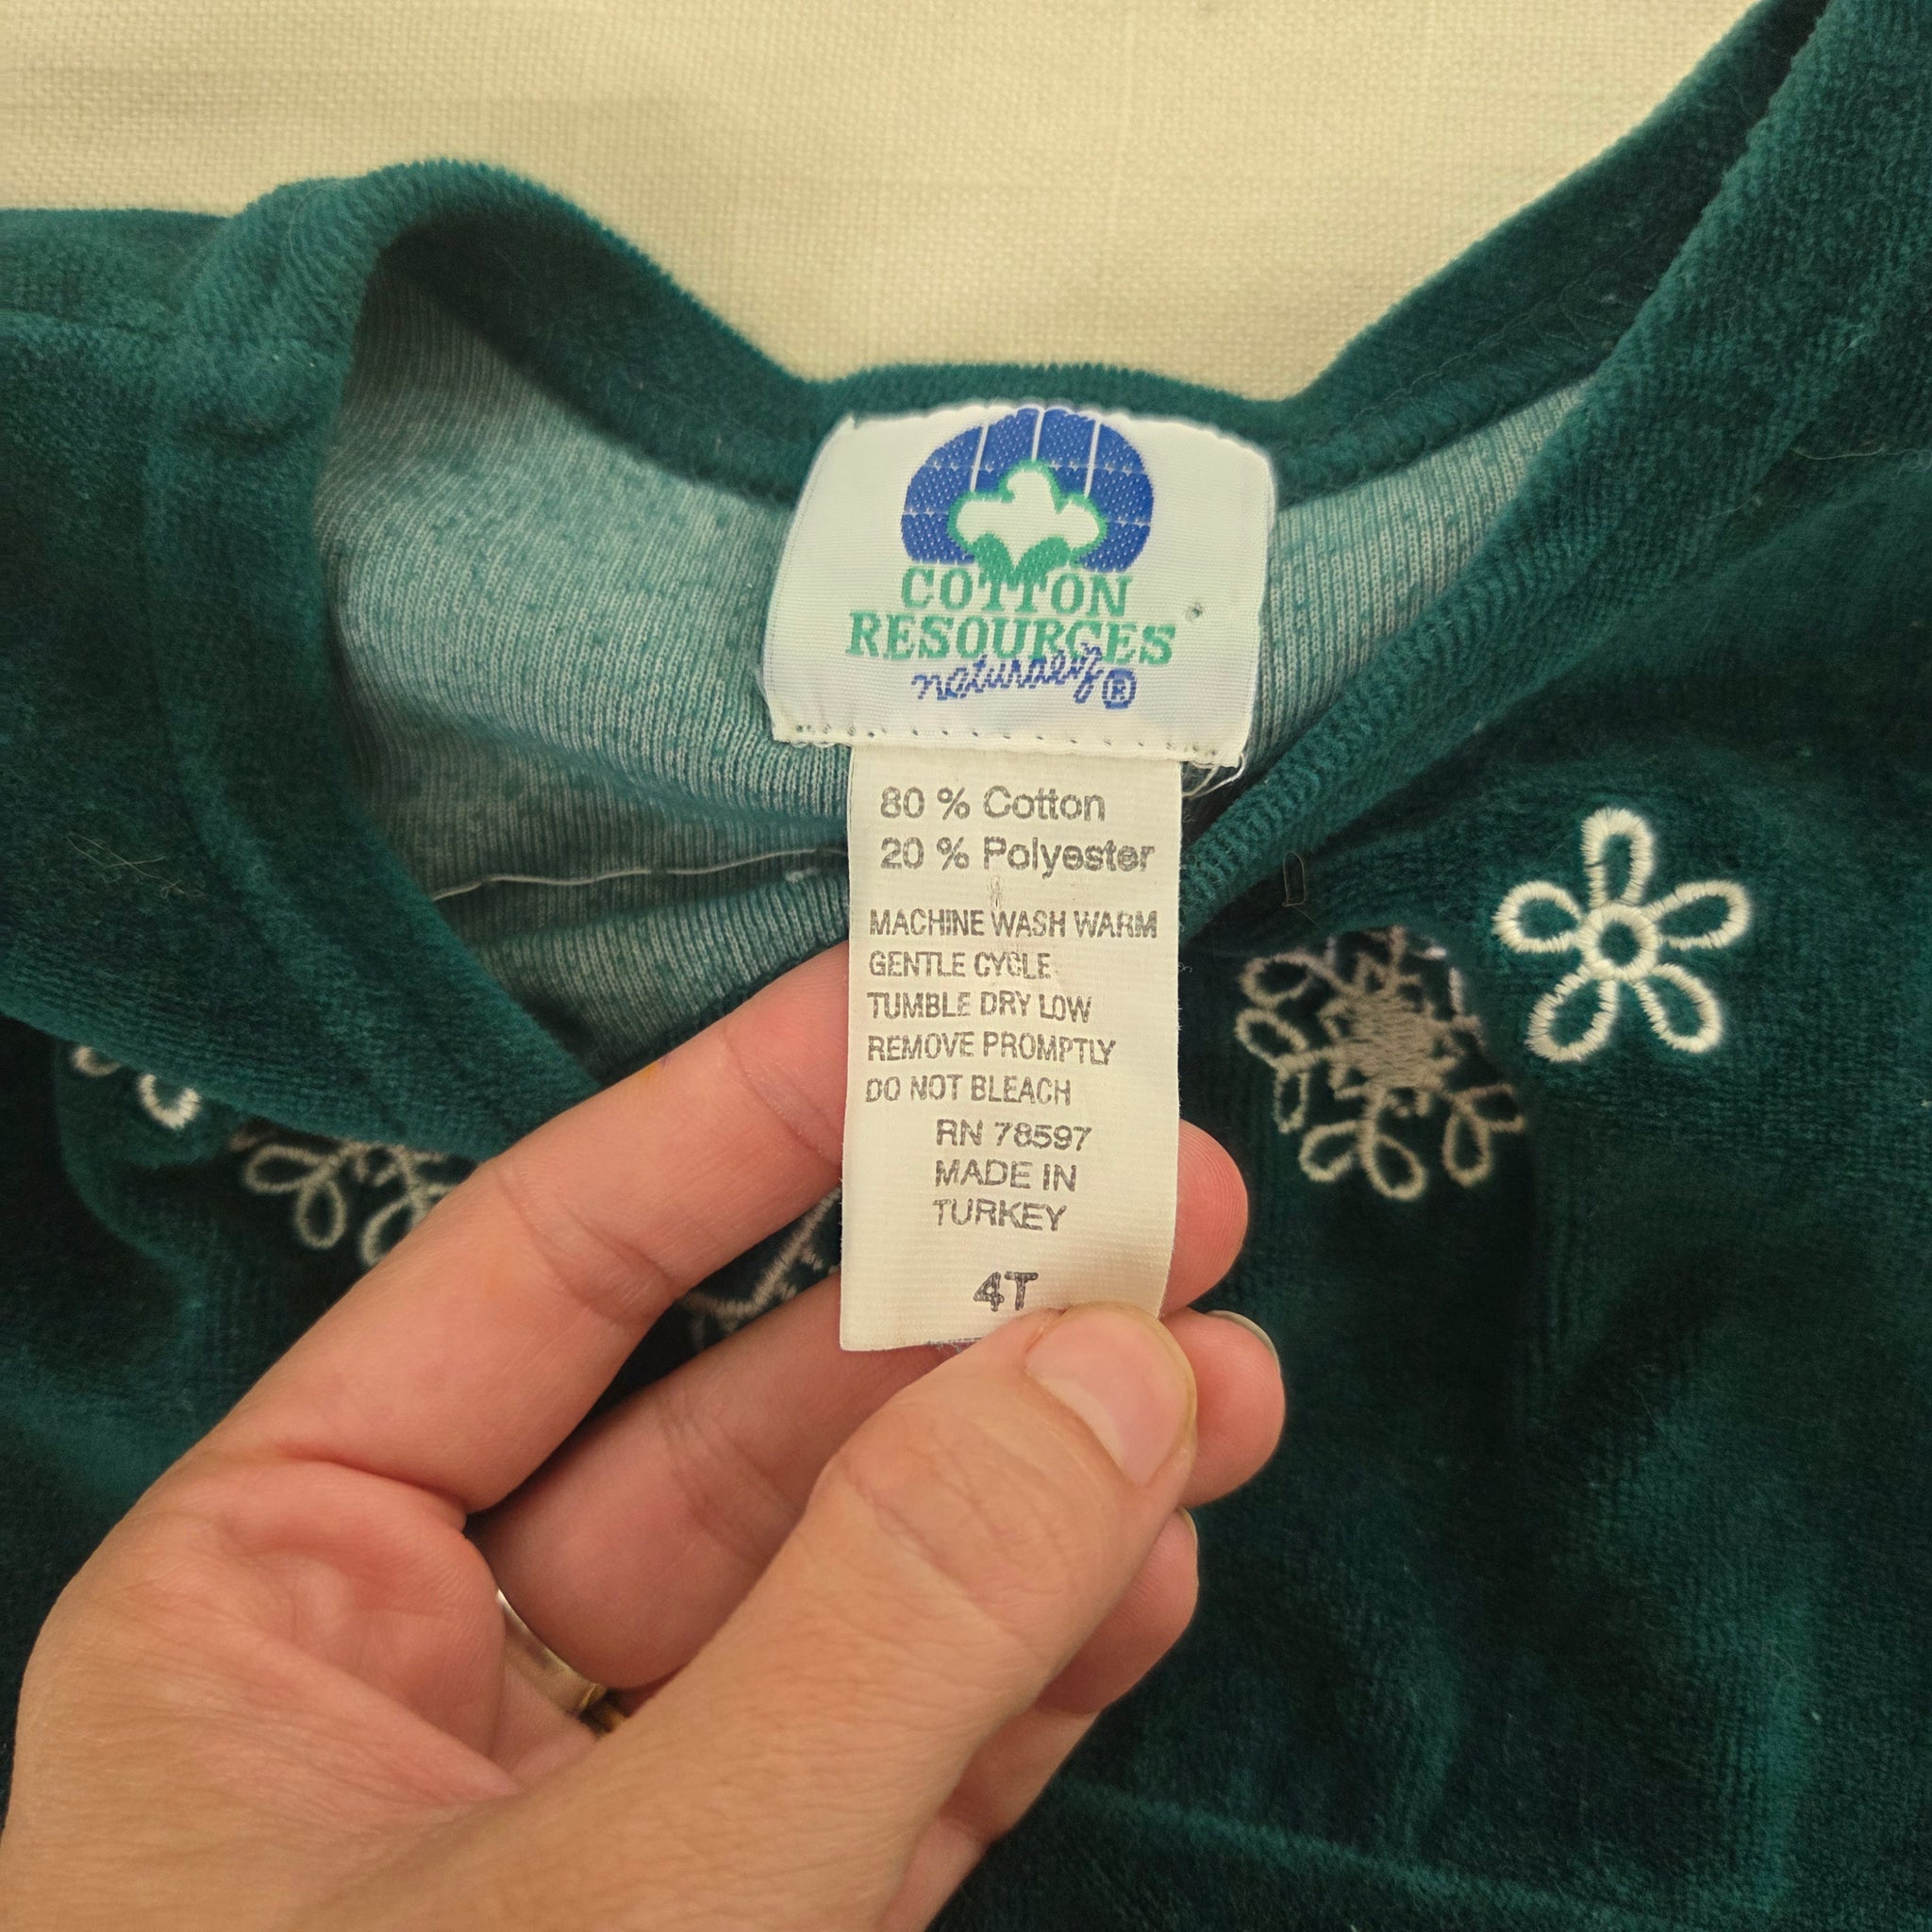 COTTON
RESOURCES
naturally®
80 % Cotton
20 % Polyester
MACHINE WASH WARM
GENTLE CYCLE
TUMBLE DRY LOW
REMOVE PROMPTLY
DO NOT BLEACH
RN 78597
MADE IN
TURKEY
4T